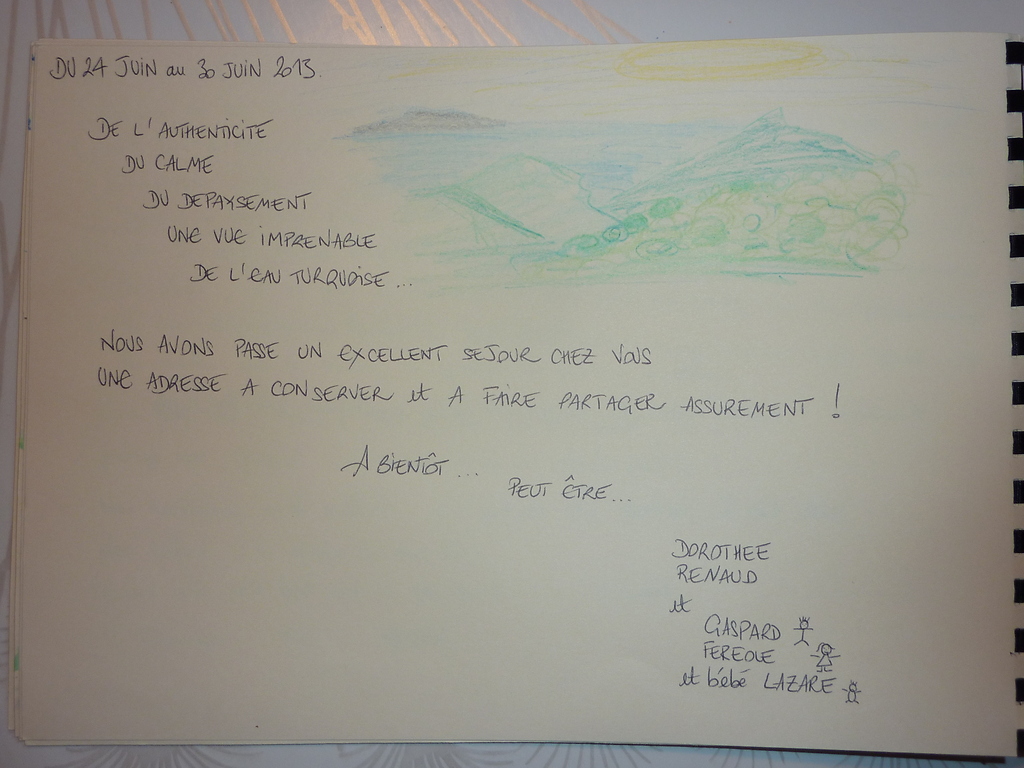 DU 24 JUIN au 30 JUIN 2013.
DE L'AUTHENTICITE
DU CALME
DU DEPAYSEMENT
UNE VUE IMPRENABLE
DE L'EAU TURQUOISE...
NOUS AVONS PASSE UN EXCELLENT SEJOUR CHEZ VOUS
UNE ADRESSE A CONSERVER et A FAIRE PARTAGER ASSUREMENT !
A BIENTÔT...
PEUT ÊTRE...
DOROTHEE
RENAUD
et
GASPARD
FEREOLE
et bébé LAZARE